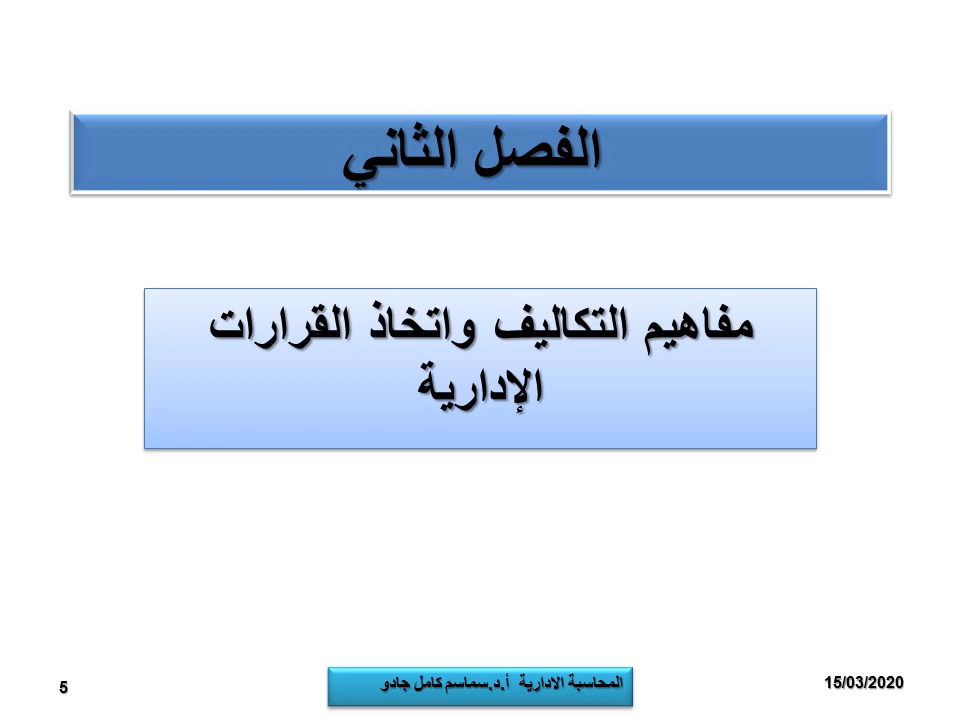 الفصل الثاني
مفاهيم التكاليف واتخاذ القرارات
الإدارية
5
المحاسبة الادارية أ.د.سماسم كامل جادو
15/03/2020